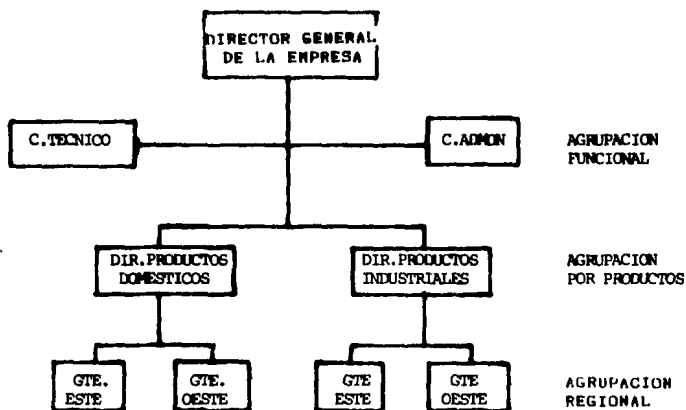 DIRECTOR GENERAL
DE LA EMPRESA
C.TECNICO
C.ADMON
AGRUPACION
FUNCIONAL
DIR.PRODUCTOS
DOMESTICOS
DIR.PRODUCTOS
INDUSTRIALES
AGRUPACION
POR PRODUCTOS
GTE.
ESTE
GTE.
OESTE
GTE
ESTE
GTE
OESTE
AGRUPACION
REGIONAL